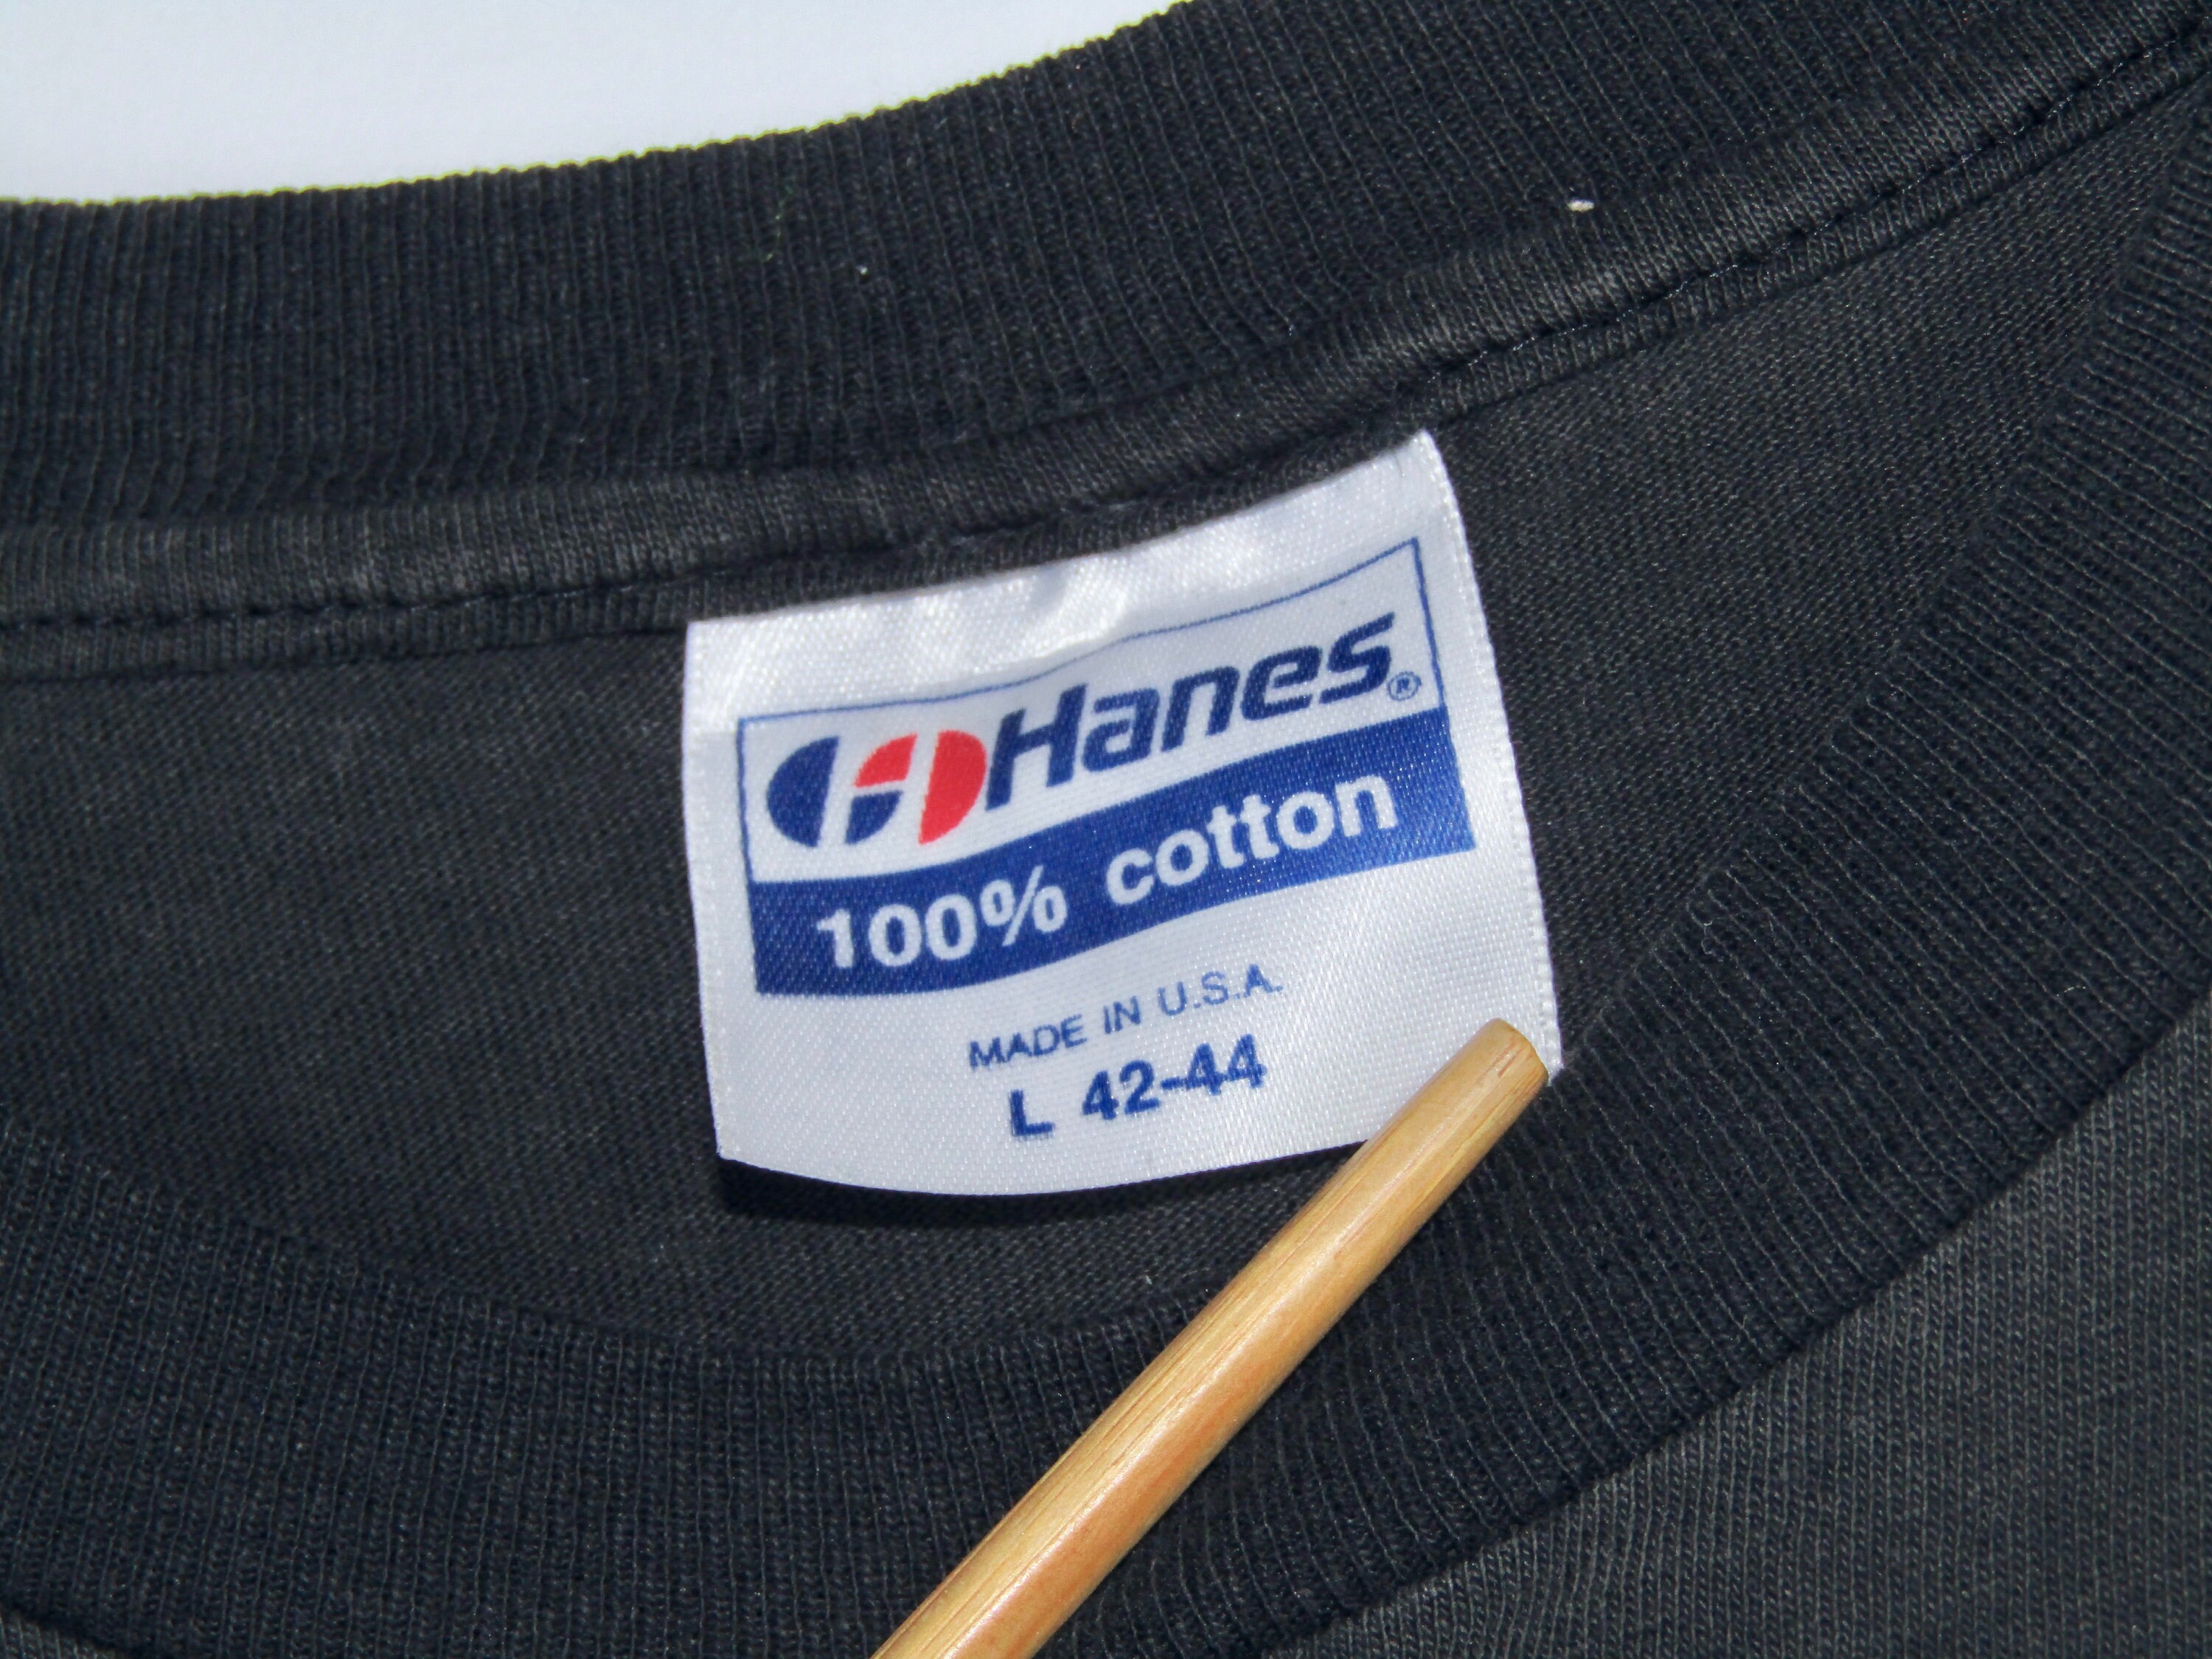 Hanes®
100% cotton
MADE IN U.S.A.
L 42-44